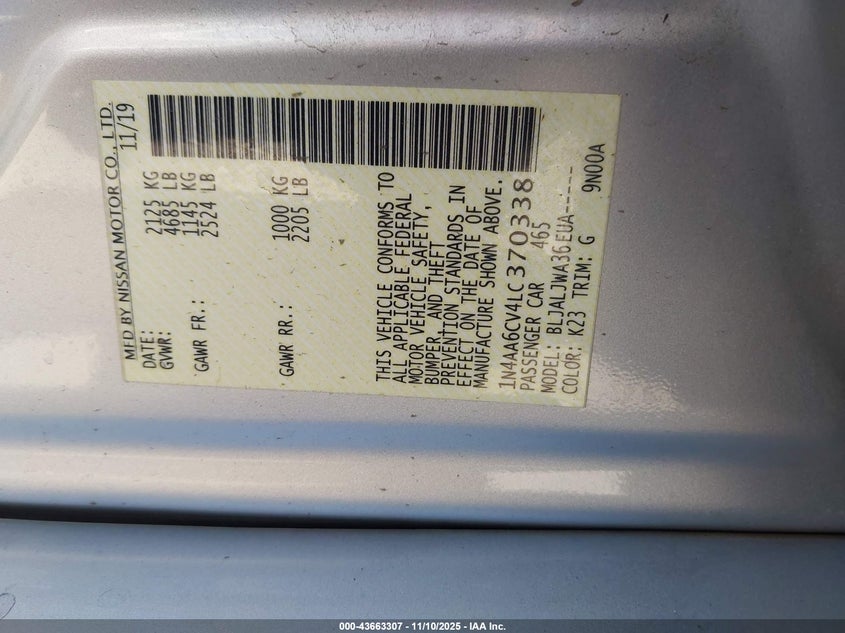 MFD BY NISSAN MOTOR CO., LTD.
DATE: 11/19
GVWR: 2125 KG
4685 LB
GAWR FR.: 1145 KG
2524 LB
GAWR RR.: 1000 KG
2205 LB
THIS VEHICLE CONFORMS TO
ALL APPLICABLE FEDERAL
MOTOR VEHICLE SAFETY,
BUMPER, AND THEFT
PREVENTION STANDARDS IN
EFFECT ON THE DATE OF
MANUFACTURE SHOWN ABOVE.
1N4AA6CV4LC370338
PASSENGER CAR 465
MODEL: BLJALJWA36EUA-----
COLOR: K23 TRIM: G 9N00A
000-43663307 — 11/10/2025 — IAA Inc.